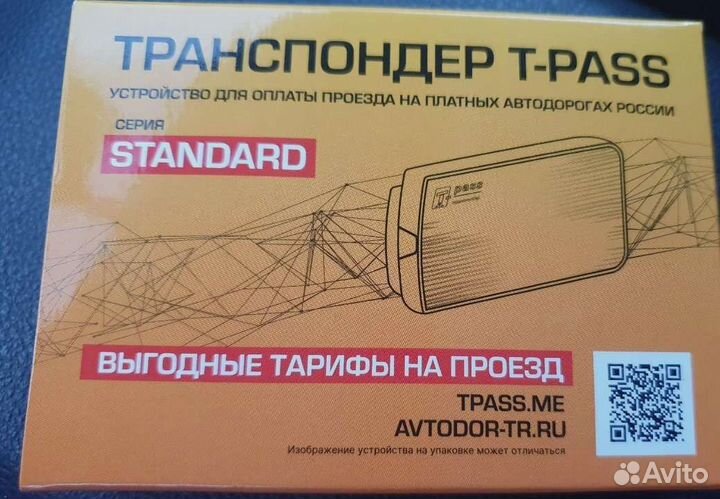 ТРАНСПОНДЕР T-PASS
УСТРОЙСТВО ДЛЯ ОПЛАТЫ ПРОЕЗДА НА ПЛАТНЫХ АВТОДОРОГАХ РОССИИ
СЕРИЯ
STANDARD
pass
ВЫГОДНЫЕ ТАРИФЫ НА ПРОЕЗД
TPASS.ME
AVTODOR-TR.RU
Изображение устройства на упаковке может отличаться
Avito